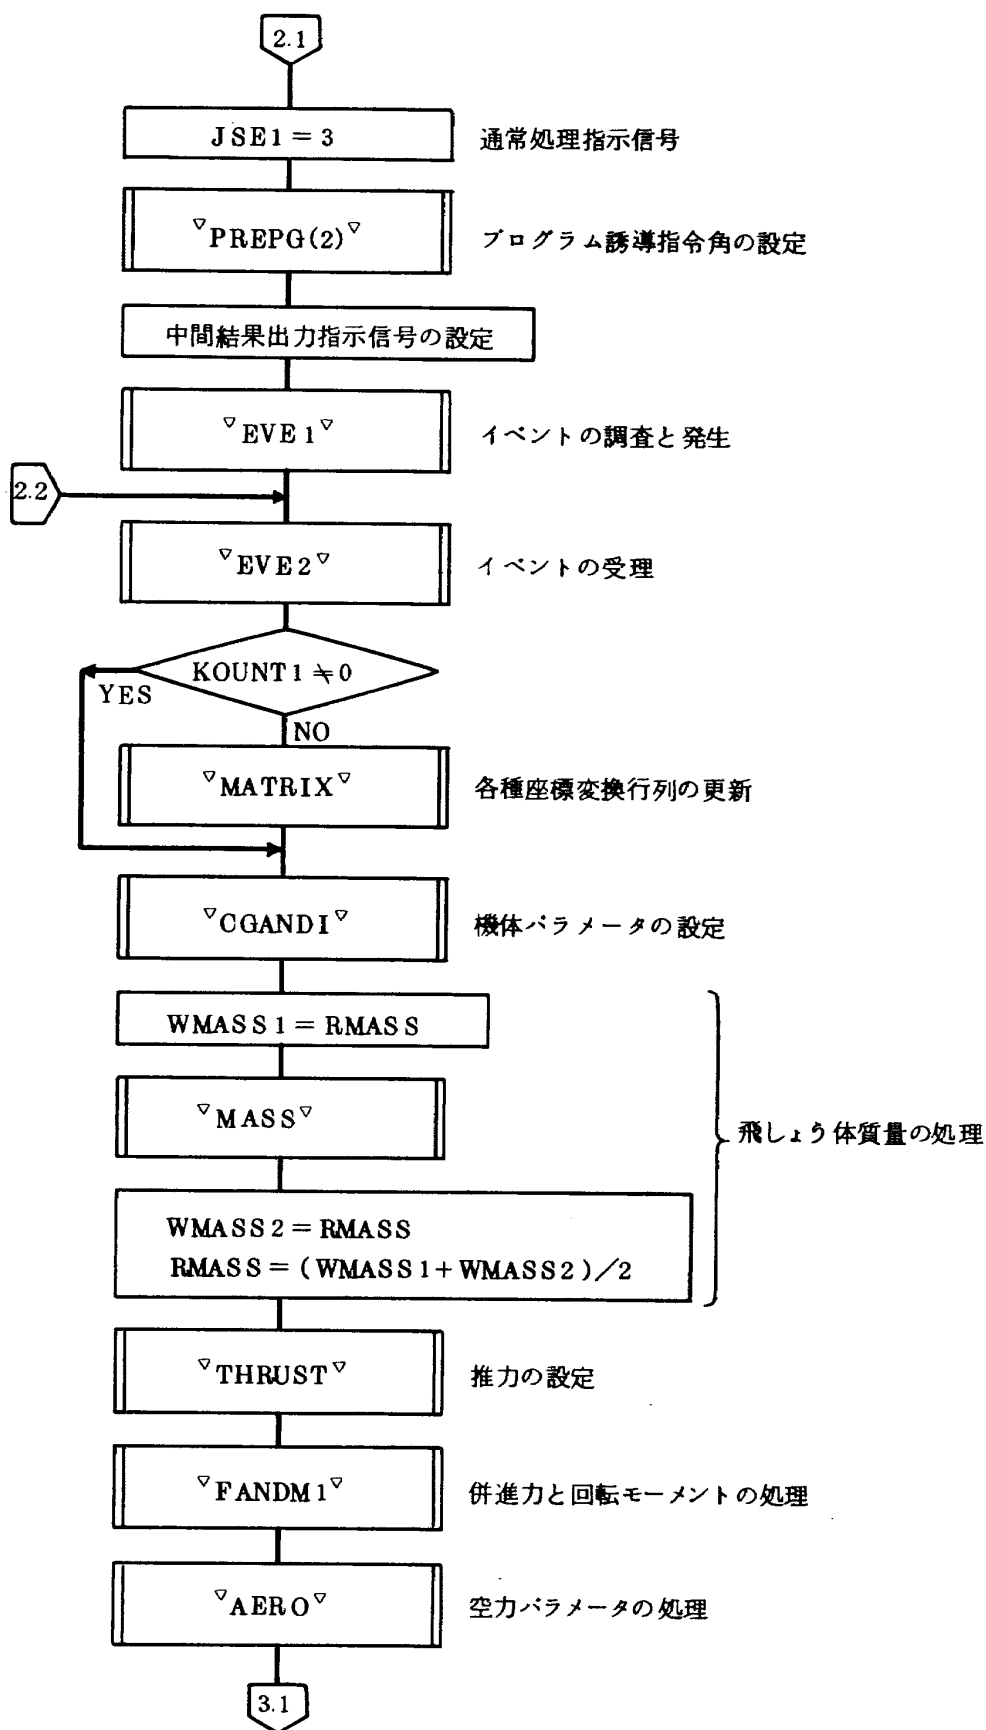 2.1
JSE1=3 通常処理指示信号
▽PREPG(2)▽ プログラム誘導指令角の設定
中間結果出力指示信号の設定
▽EVE1▽ イベントの調査と発生
2.2
▽EVE2▽ イベントの受理
KOUNT1≒0
YES
NO
▽MATRIX▽ 各種座標変換行列の更新
▽CGANDI▽ 機体パラメータの設定
WMASS1=RMASS
▽MASS▽
飛しょう体質量の処理
WMASS2=RMASS
RMASS=(WMASS1+WMASS2)/2
▽THRUST▽ 推力の設定
▽FANDM1▽ 併進力と回転モーメントの処理
▽AERO▽ 空力パラメータの処理
3.1